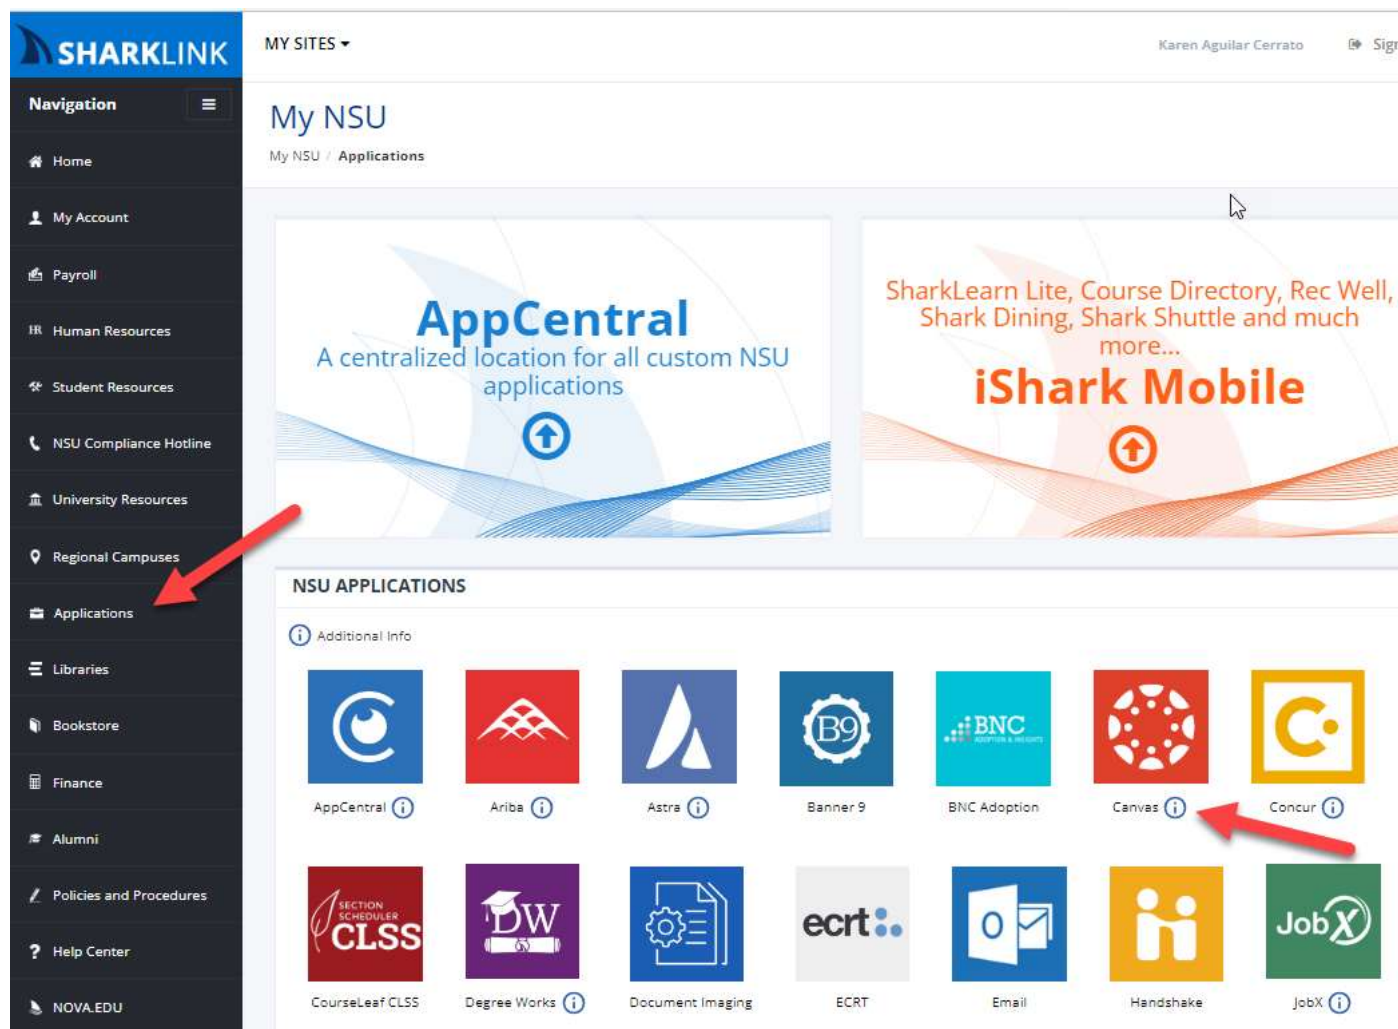 SHARKLINK
MY SITES
Karen Aguilar Cerrato
Sign
Navigation
Home
My Account
Payroll
HR Human Resources
Student Resources
NSU Compliance Hotline
University Resources
Regional Campuses
Applications
Libraries
Bookstore
Finance
Alumni
Policies and Procedures
? Help Center
NOVA.EDU
My NSU
My NSU / Applications
AppCentral
A centralized location for all custom NSU
applications
SharkLearn Lite, Course Directory, Rec Well,
Shark Dining, Shark Shuttle and much
more...
iShark Mobile
NSU APPLICATIONS
i Additional Info
B9
BNC
ADOPTION & INSIGHTS
C
AppCentral i
Ariba i
Astra i
Banner 9
BNC Adoption
Canvas i
Concur i
SECTION
SCHEDULER
CLSS
DW
ecrt
O
JobX
CourseLeaf CLSS
Degree Works i
Document Imaging
ECRT
Email
Handshake
JobX i